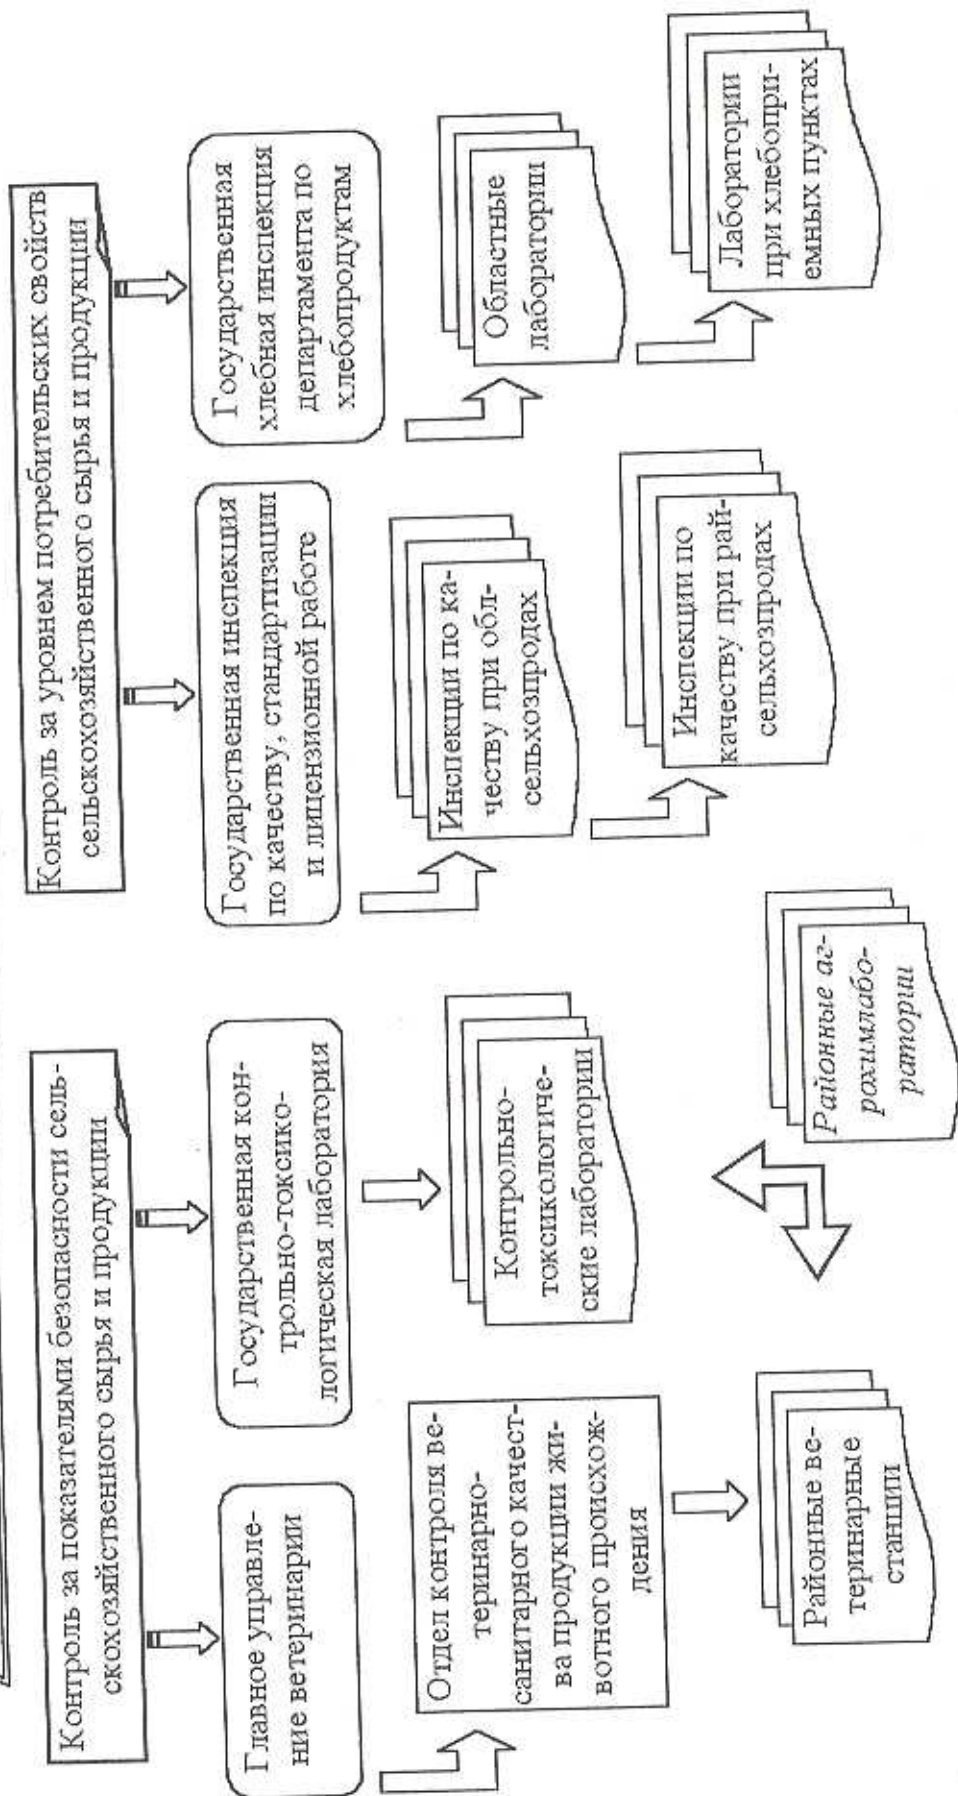 Контроль за показателями безопасности сель-
скохозяйственного сырья и продукции
Контроль за уровнем потребительских свойств
сельскохозяйственного сырья и продукции
Главное управле-
ние ветеринарии
Государственная кон-
трольно-токсико-
логическая лаборатория
Государственная инспекция
по качеству, стандартизации
и лицензионной работе
Государственная
хлебная инспекция
департамента по
хлебопродуктам
Отдел контроля ве-
теринарно-
санитарного качест-
ва продукции жи-
вотного происхож-
дения
Контрольно-
токсикологиче-
ские лаборатории
Инспекции по ка-
честву при обл-
сельхозпродах
Областные
лаборатории
Районные ве-
теринарные
станции
Районные аг-
рохимлабо-
ратории
Инспекции по
качеству при рай-
сельхозпродах
Лаборатории
при хлебопри-
емных пунктах